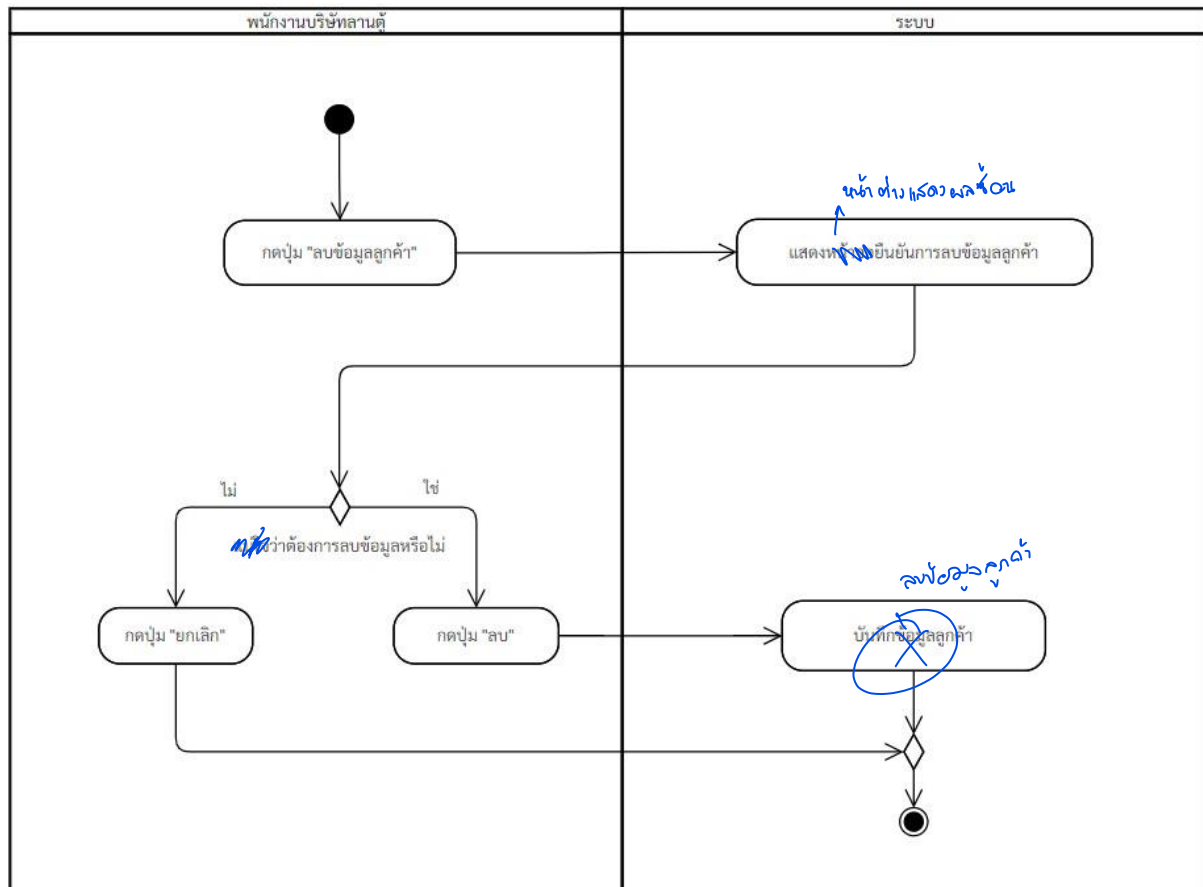 พนักงานบริษัทลานตู้
ระบบ
หน้าต่างแสดงผลซ้อน
กดปุ่ม "ลบข้อมูลลูกค้า"
แสดงหน้าจอยืนยันการลบข้อมูลลูกค้า
ไม่
ใช่
ว่าต้องการลบข้อมูลหรือไม่
ลบข้อมูลลูกค้า
กดปุ่ม "ยกเลิก"
กดปุ่ม "ลบ"
บันทึกข้อมูลลูกค้า